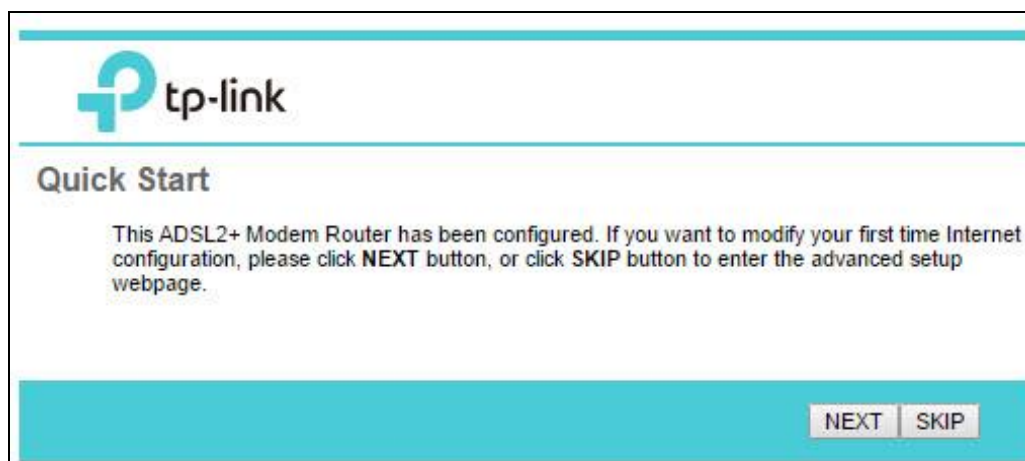 tp-link
Quick Start
This ADSL2+ Modem Router has been configured. If you want to modify your first time Internet
configuration, please click NEXT button, or click SKIP button to enter the advanced setup
webpage.
NEXT SKIP